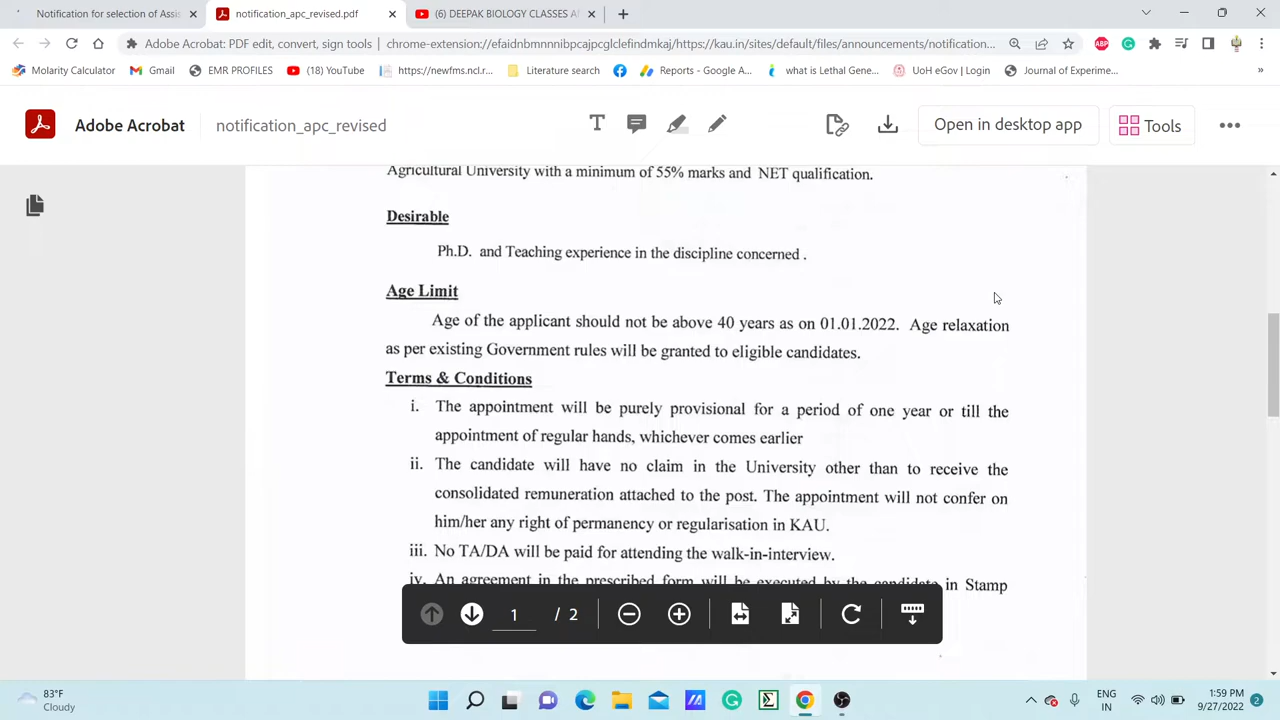 Notification for selection of Assis
notification_apc_revised.pdf
(6) DEEPAK BIOLOGY CLASSES A
Adobe Acrobat: PDF edit, convert, sign tools | chrome-extension://efaidnbmnnnibpcajpcglclefindmkaj/https://kau.in/sites/default/files/announcements/notification...
Molarity Calculator
Gmail
EMR PROFILES
(18) YouTube
https://newfms.ncl.r...
Literature search
Reports - Google A...
what is Lethal Gene...
UoH eGov | Login
Journal of Experime...
»
Adobe Acrobat
notification_apc_revised
Open in desktop app
Tools
Agricultural University with a minimum of 55% marks and NET qualification.
Desirable
Ph.D. and Teaching experience in the discipline concerned .
Age Limit
Age of the applicant should not be above 40 years as on 01.01.2022. Age relaxation
as per existing Government rules will be granted to eligible candidates.
Terms & Conditions
i. The appointment will be purely provisional for a period of one year or till the
appointment of regular hands, whichever comes earlier
ii. The candidate will have no claim in the University other than to receive the
consolidated remuneration attached to the post. The appointment will not confer on
him/her any right of permanency or regularisation in KAU.
iii. No TA/DA will be paid for attending the walk-in-interview.
iv. An agreement in the prescribed form will be executed by the candidate in Stamp
1 / 2
83°F
Cloudy
ENG
IN
1:59 PM
9/27/2022
2